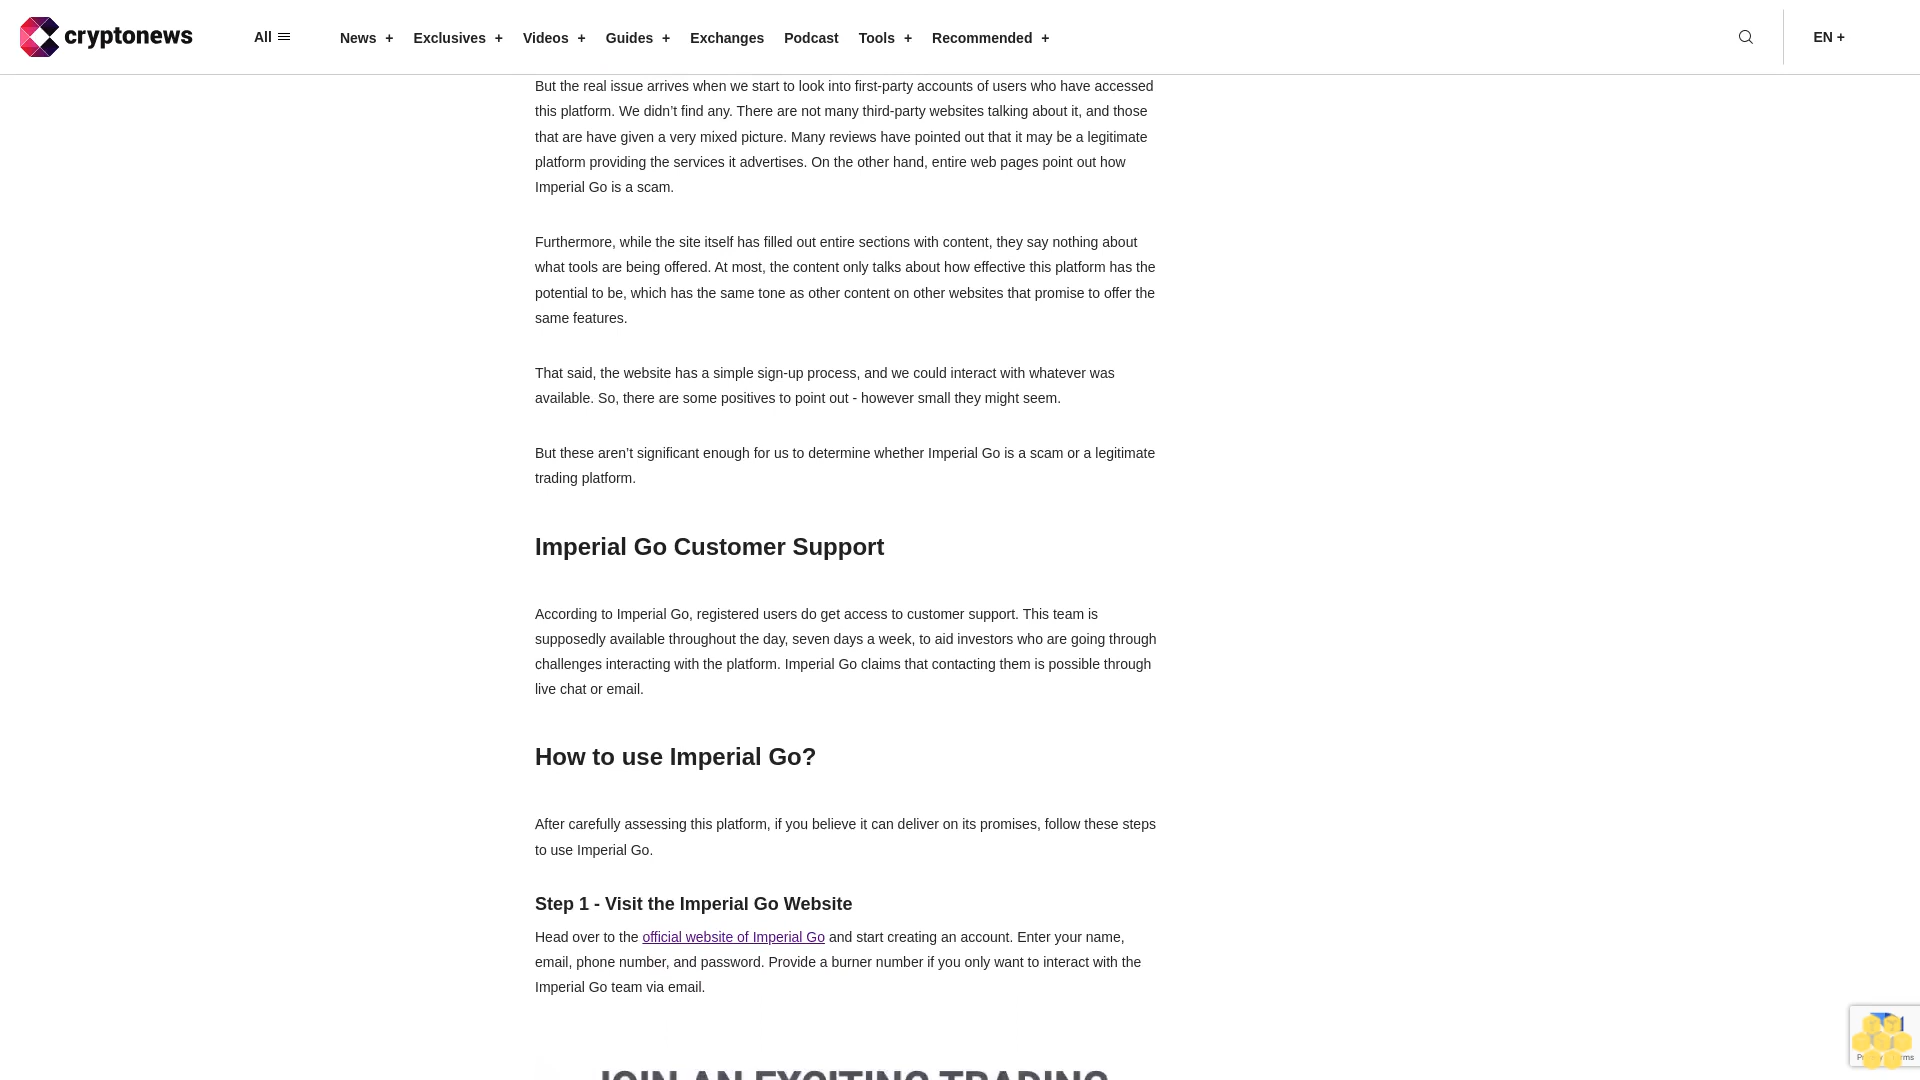 cryptonews
All
News +
Exclusives +
Videos +
Guides +
Exchanges
Podcast
Tools +
Recommended +
EN +
But the real issue arrives when we start to look into first-party accounts of users who have accessed
this platform. We didn’t find any. There are not many third-party websites talking about it, and those
that are have given a very mixed picture. Many reviews have pointed out that it may be a legitimate
platform providing the services it advertises. On the other hand, entire web pages point out how
Imperial Go is a scam.
Furthermore, while the site itself has filled out entire sections with content, they say nothing about
what tools are being offered. At most, the content only talks about how effective this platform has the
potential to be, which has the same tone as other content on other websites that promise to offer the
same features.
That said, the website has a simple sign-up process, and we could interact with whatever was
available. So, there are some positives to point out - however small they might seem.
But these aren’t significant enough for us to determine whether Imperial Go is a scam or a legitimate
trading platform.
Imperial Go Customer Support
According to Imperial Go, registered users do get access to customer support. This team is
supposedly available throughout the day, seven days a week, to aid investors who are going through
challenges interacting with the platform. Imperial Go claims that contacting them is possible through
live chat or email.
How to use Imperial Go?
After carefully assessing this platform, if you believe it can deliver on its promises, follow these steps
to use Imperial Go.
Step 1 - Visit the Imperial Go Website
Head over to the official website of Imperial Go and start creating an account. Enter your name,
email, phone number, and password. Provide a burner number if you only want to interact with the
Imperial Go team via email.
JOIN AN EXCITING TRADING